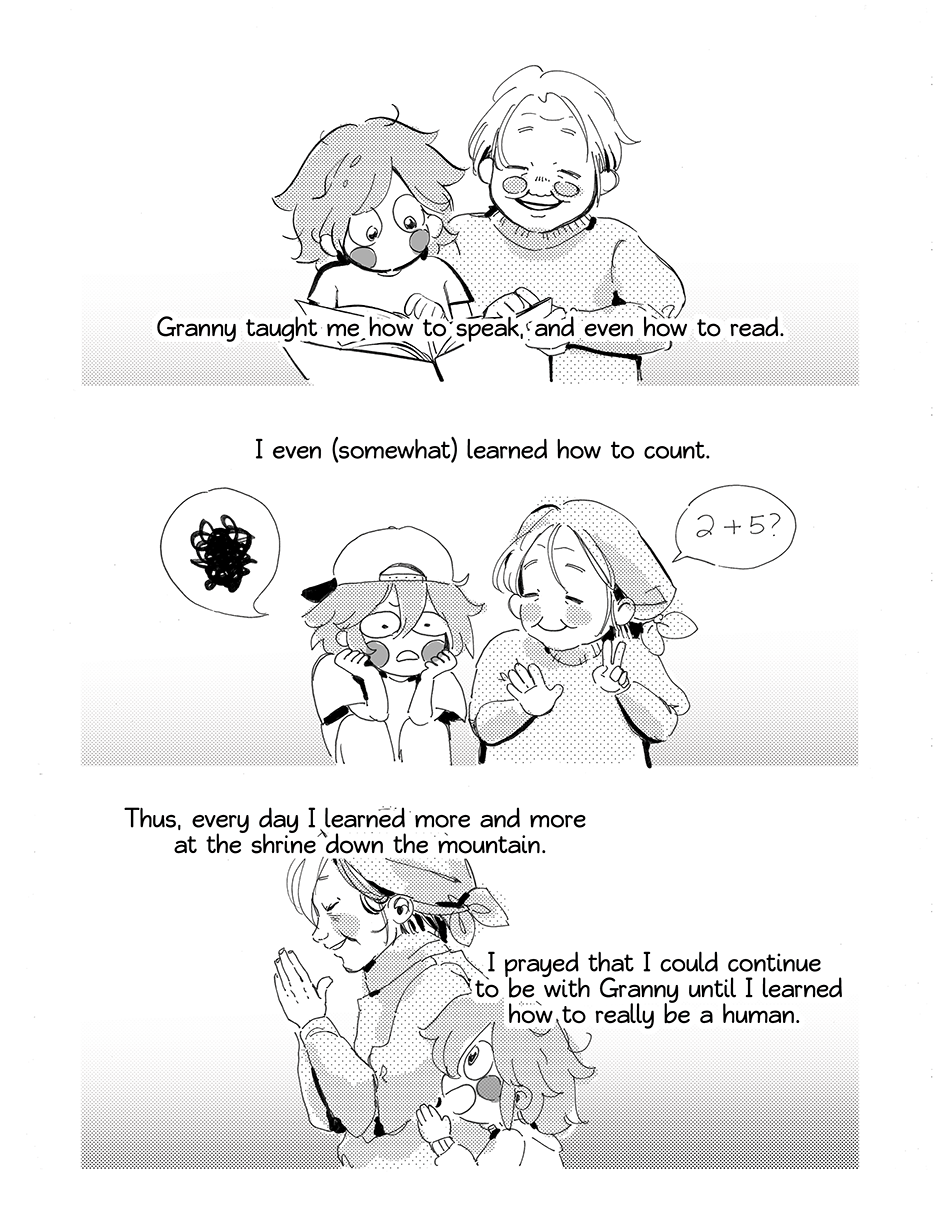 Granny taught me how to speak, and even how to read.
I even (somewhat) learned how to count.
2+5?
Thus, every day I learned more and more
at the shrine down the mountain.
I prayed that I could continue
to be with Granny until I learned
how to really be a human.